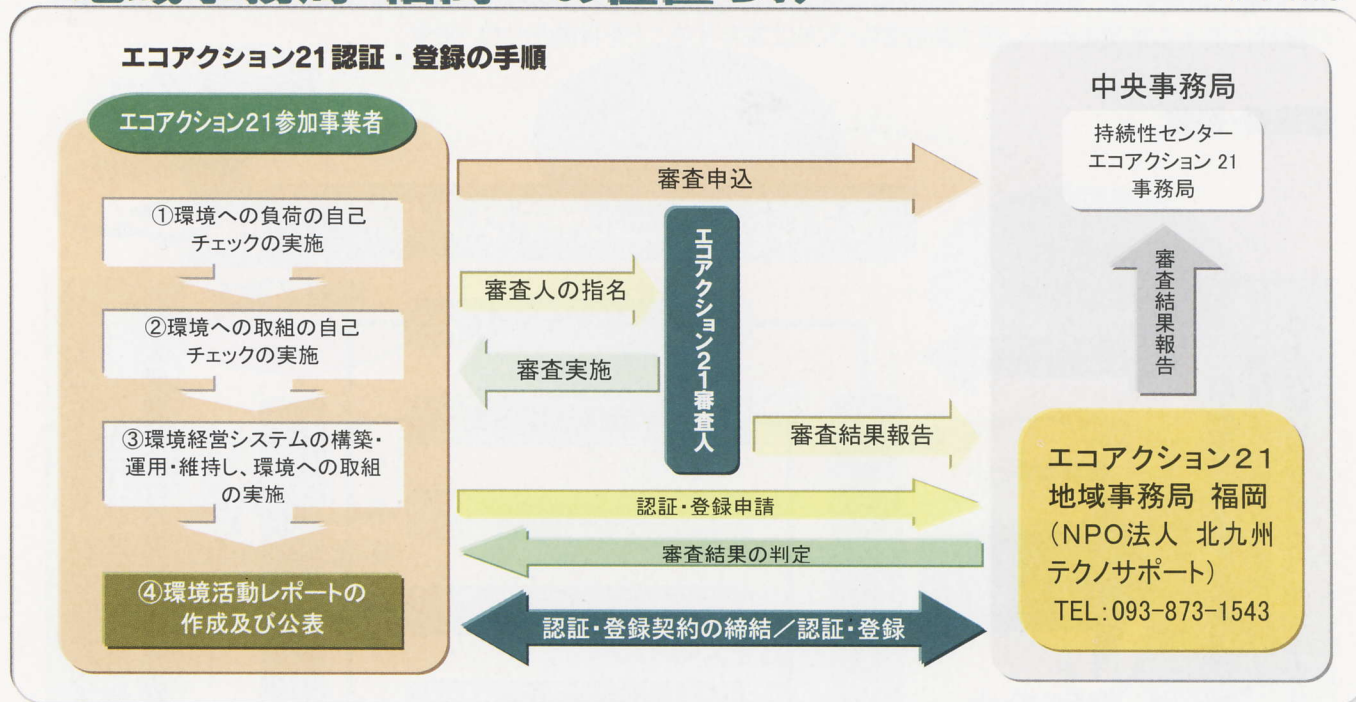 エコアクション21認証・登録の手順
エコアクション21参加事業者
①環境への負荷の自己
チェックの実施
②環境への取組の自己
チェックの実施
③環境経営システムの構築・
運用・維持し、環境への取組
の実施
④環境活動レポートの
作成及び公表
審査申込
審査人の指名
審査実施
エコアクション21審査人
審査結果報告
認証・登録申請
審査結果の判定
認証・登録契約の締結／認証・登録
中央事務局
持続性センター
エコアクション 21
事務局
審査結果報告
エコアクション２１
地域事務局 福岡
（NPO法人 北九州
テクノサポート）
TEL:093-873-1543